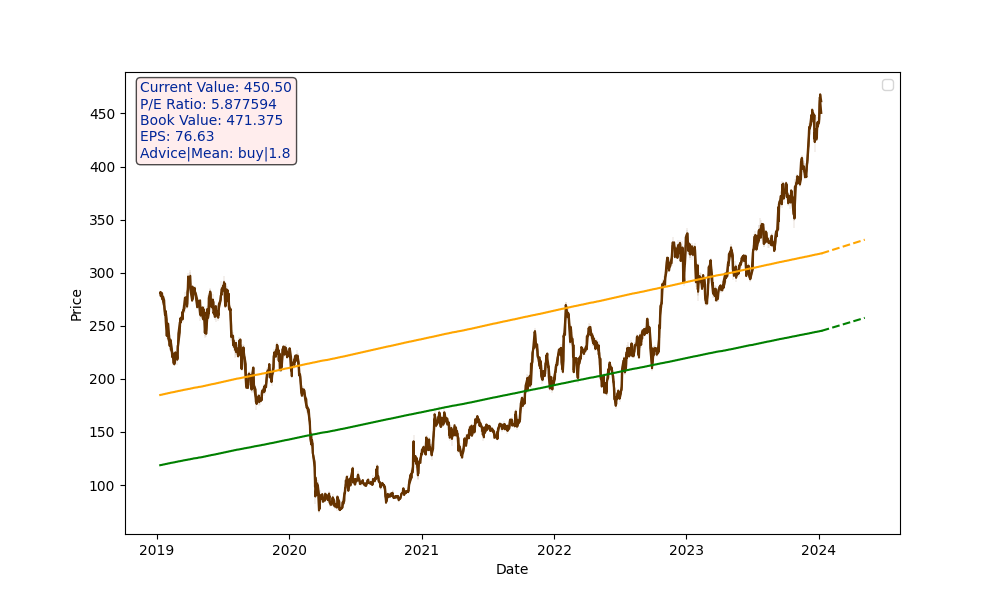 Current Value: 450.50
P/E Ratio: 5.877594
Book Value: 471.375
EPS: 76.63
Advice|Mean: buy|1.8
450
400
350
300
250
200
150
100
Price
2019 2020 2021 2022 2023 2024
Date